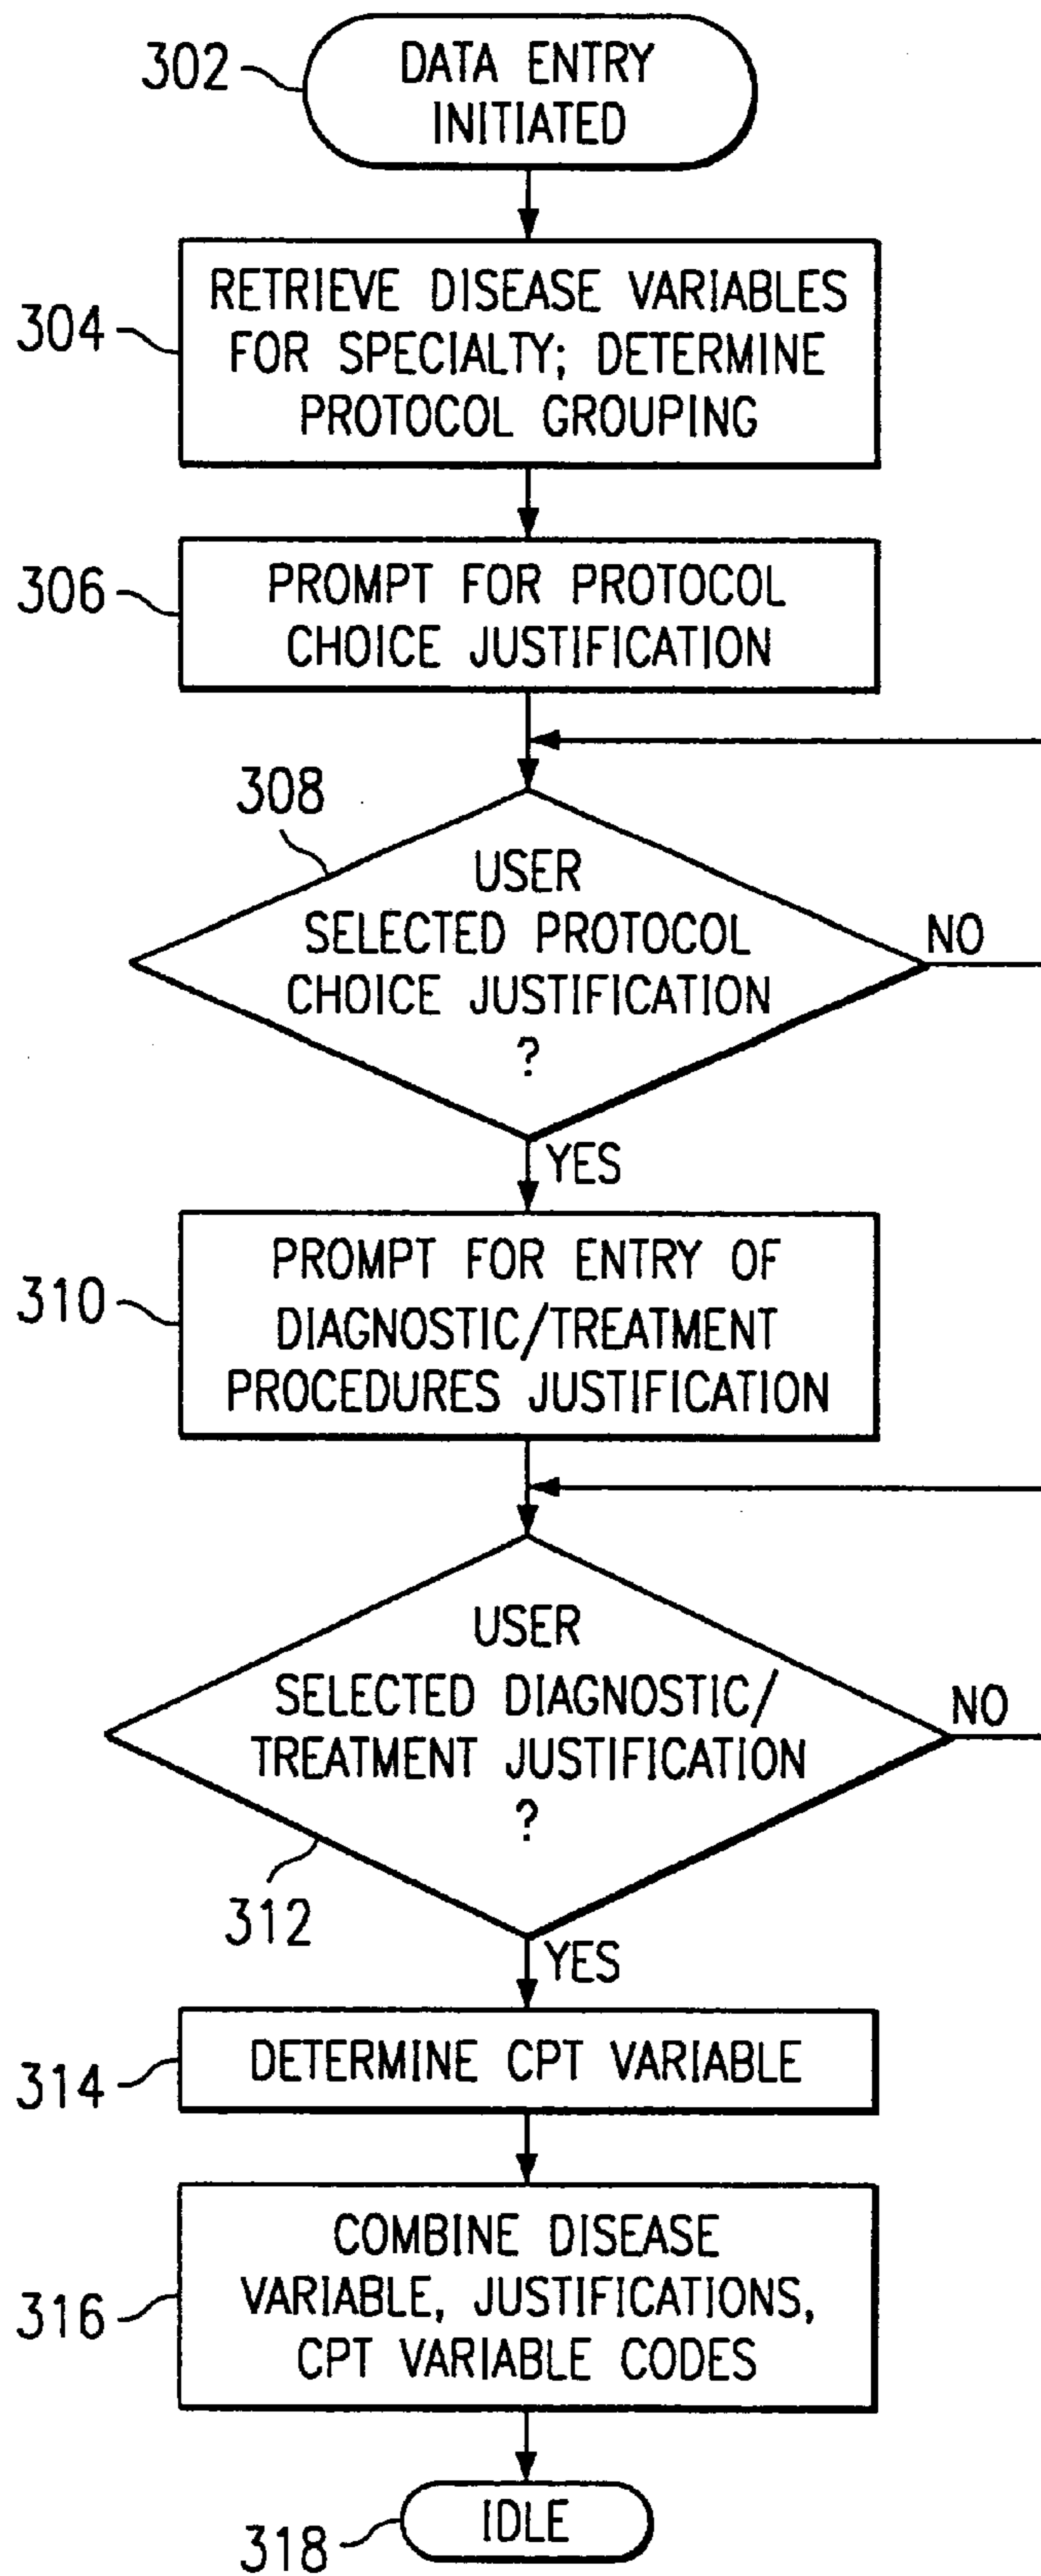 302
DATA ENTRY
INITIATED
304
RETRIEVE DISEASE VARIABLES
FOR SPECIALTY; DETERMINE
PROTOCOL GROUPING
306
PROMPT FOR PROTOCOL
CHOICE JUSTIFICATION
308
USER
SELECTED PROTOCOL
CHOICE JUSTIFICATION
?
NO
YES
310
PROMPT FOR ENTRY OF
DIAGNOSTIC/TREATMENT
PROCEDURES JUSTIFICATION
USER
SELECTED DIAGNOSTIC/
TREATMENT JUSTIFICATION
?
NO
312
YES
314
DETERMINE CPT VARIABLE
316
COMBINE DISEASE
VARIABLE, JUSTIFICATIONS,
CPT VARIABLE CODES
318
IDLE